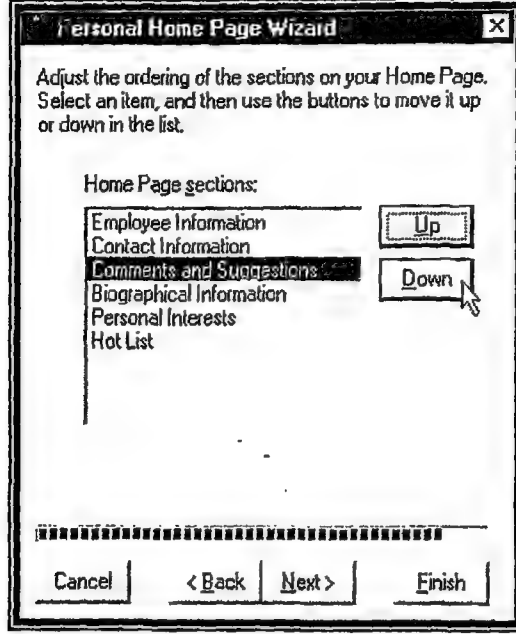 Personal Home Page Wizard
Adjust the ordering of the sections on your Home Page.
Select an item, and then use the buttons to move it up
or down in the list.
Home Page sections:
Employee Information
Contact Information
Comments and Suggestions
Biographical Information
Personal Interests
Hot List
Up
Down
Cancel
< Back
Next >
Finish